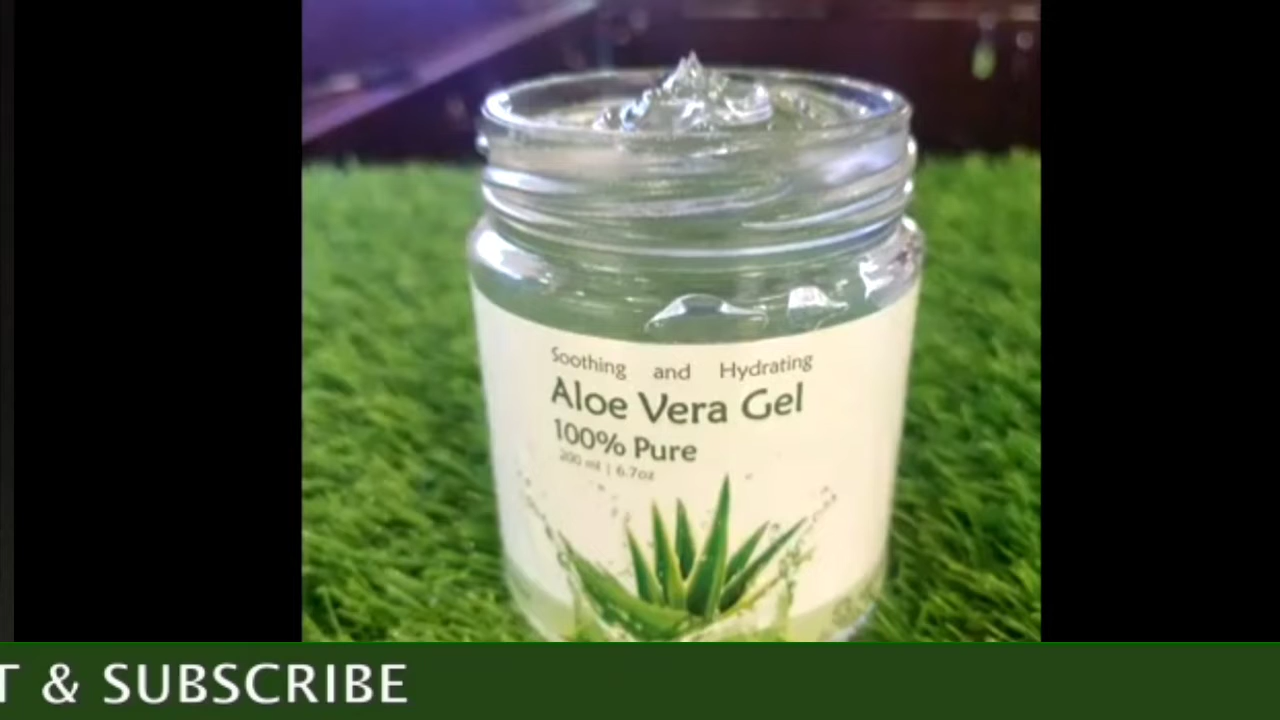 Soothing and Hydrating
Aloe Vera Gel
100% Pure
200 ml | 6.7oz
T & SUBSCRIBE